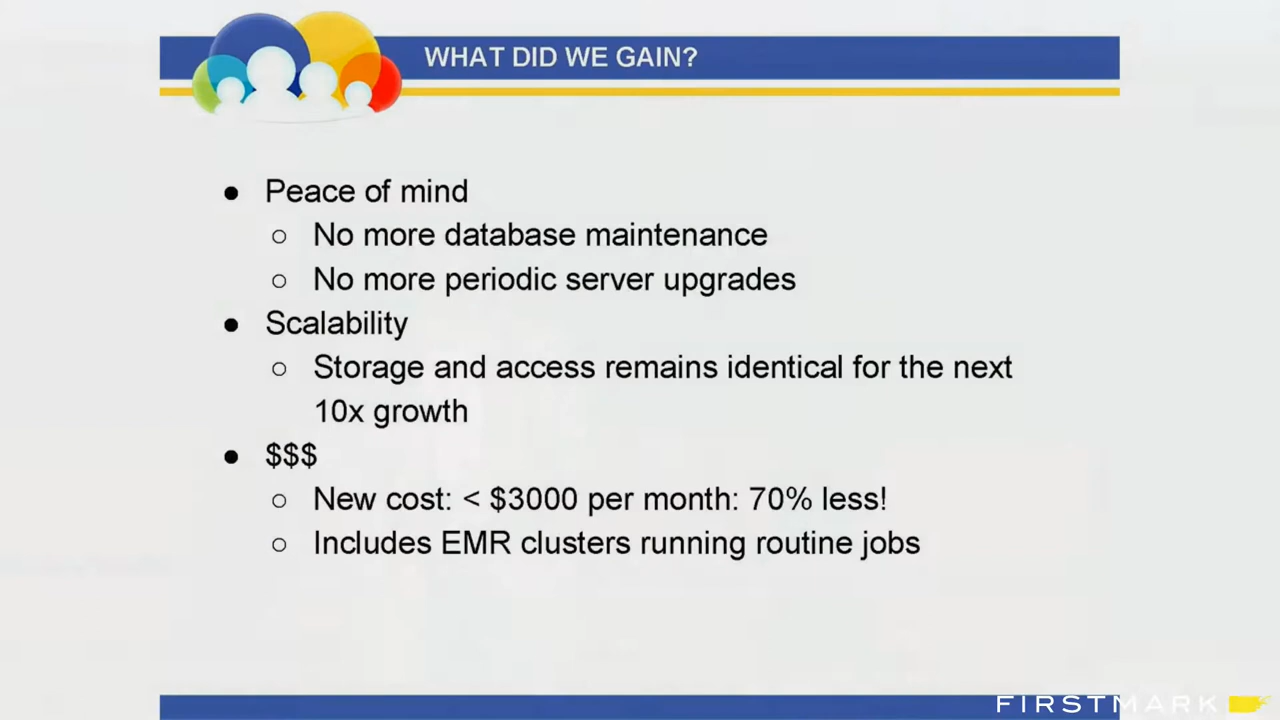 WHAT DID WE GAIN?
● Peace of mind
○ No more database maintenance
○ No more periodic server upgrades
● Scalability
○ Storage and access remains identical for the next
10x growth
● $$$
○ New cost: < $3000 per month: 70% less!
○ Includes EMR clusters running routine jobs
FIRSTMARK